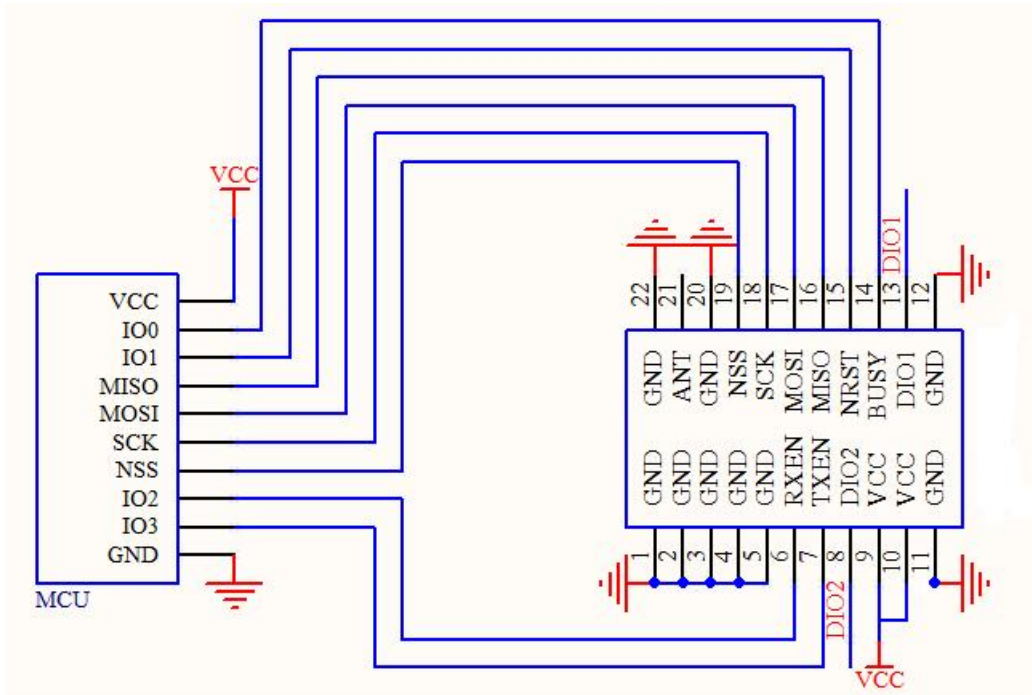 VCC
VCC
IO0
IO1
MISO
MOSI
SCK
NSS
IO2
IO3
GND
MCU
DIO1
22 21 20 19 18 17 16 15 14 13 12
GND ANT GND NSS SCK MOSI MISO NRST BUSY DIO1 GND
GND GND GND GND GND RXEN TXEN DIO2 VCC VCC GND
1 2 3 4 5 6 7 8 9 10 11
DIO2
VCC